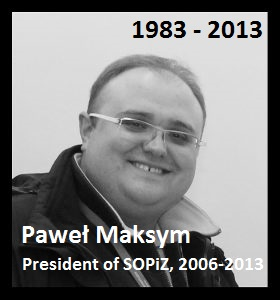 1983 - 2013
Paweł Maksym
President of SOPiZ, 2006-2013